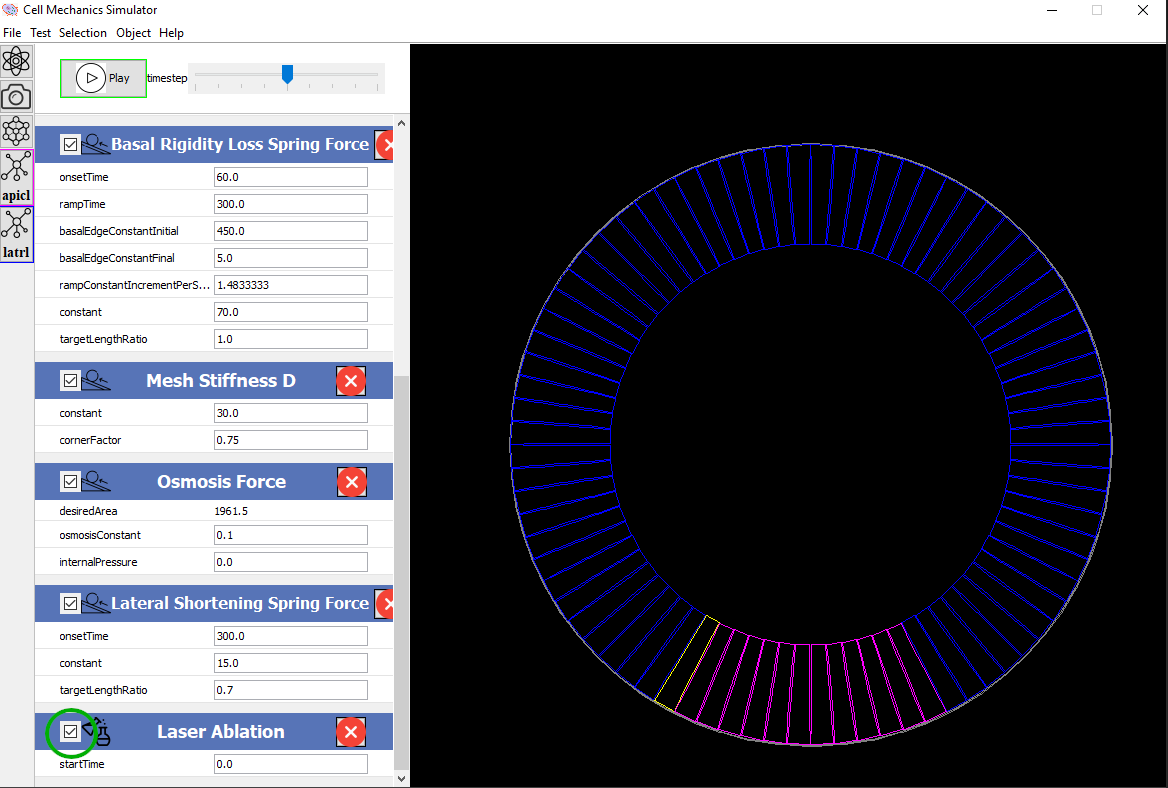 Cell Mechanics Simulator
File Test Selection Object Help
Play timestep
apicl
latrl
Basal Rigidity Loss Spring Force
onsetTime 60.0
rampTime 300.0
basalEdgeConstantInitial 450.0
basalEdgeConstantFinal 5.0
rampConstantIncrementPerS... 1.4833333
constant 70.0
targetLengthRatio 1.0
Mesh Stiffness D
constant 30.0
cornerFactor 0.75
Osmosis Force
desiredArea 1961.5
osmosisConstant 0.1
internalPressure 0.0
Lateral Shortening Spring Force
onsetTime 300.0
constant 15.0
targetLengthRatio 0.7
Laser Ablation
startTime 0.0